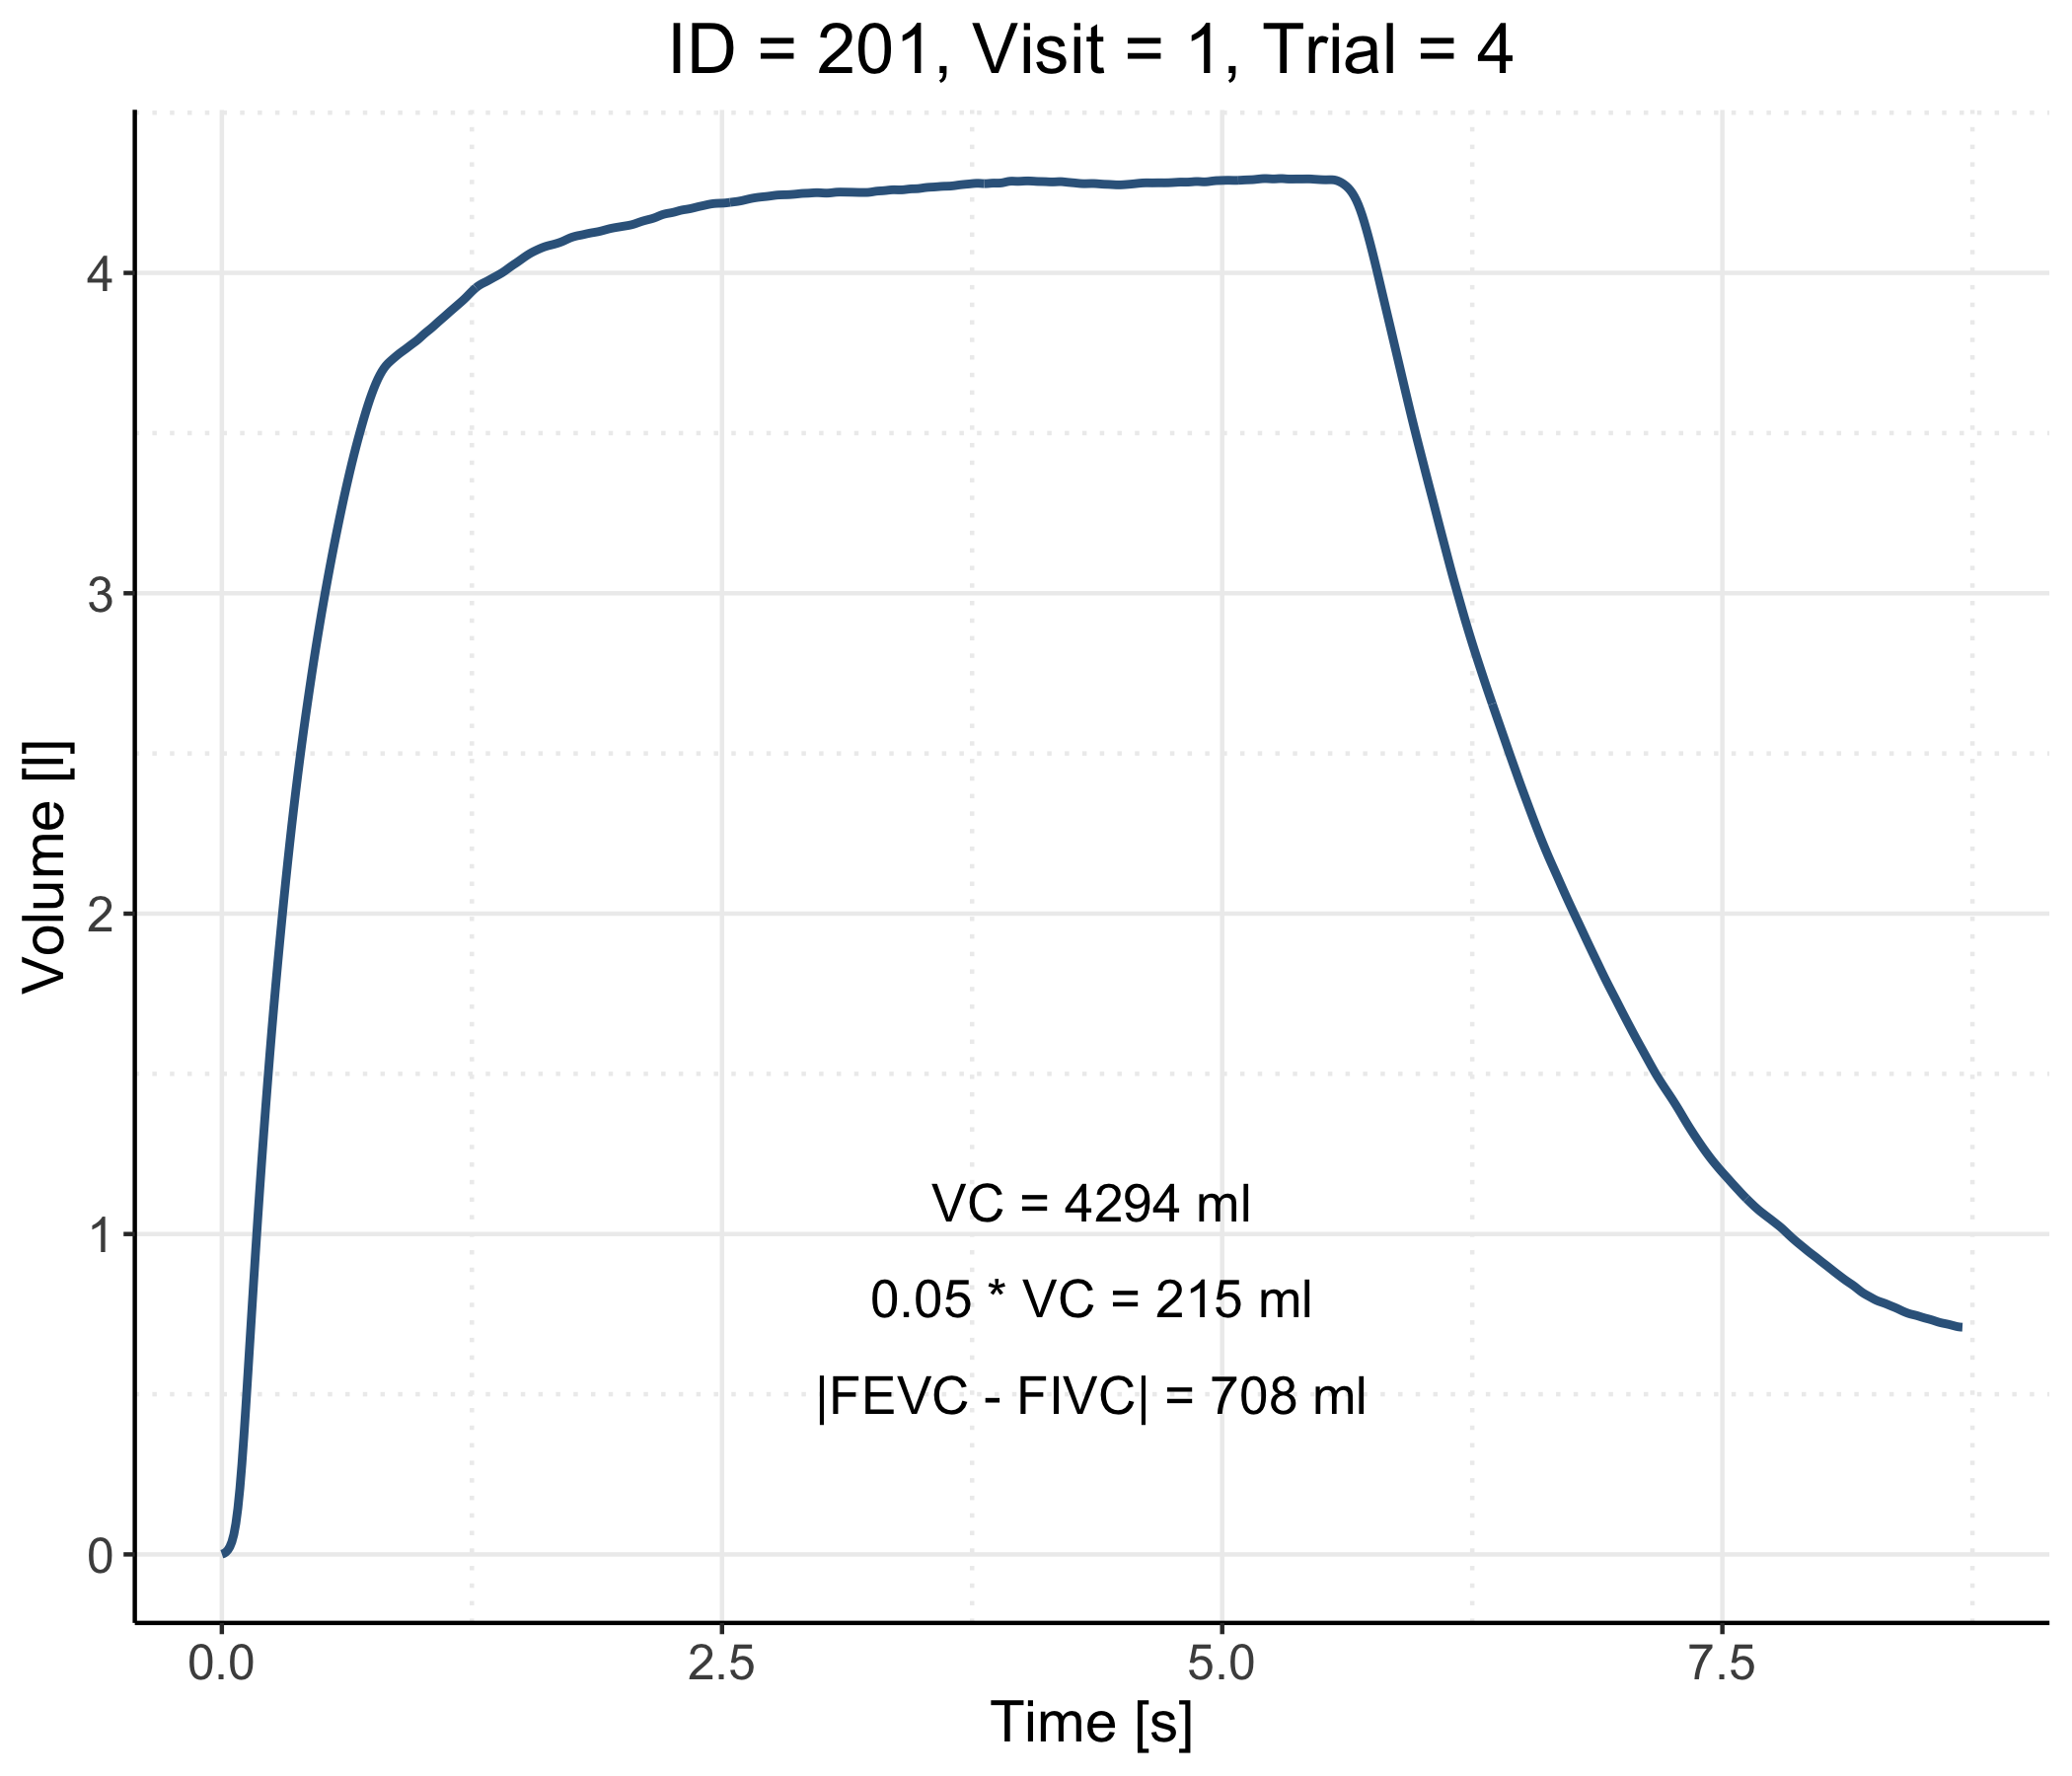 ID = 201, Visit = 1, Trial = 4
Volume [l]
4
3
2
1
0
VC = 4294 ml
0.05 * VC = 215 ml
|FEVC - FIVC| = 708 ml
0.0 2.5 5.0 7.5
Time [s]